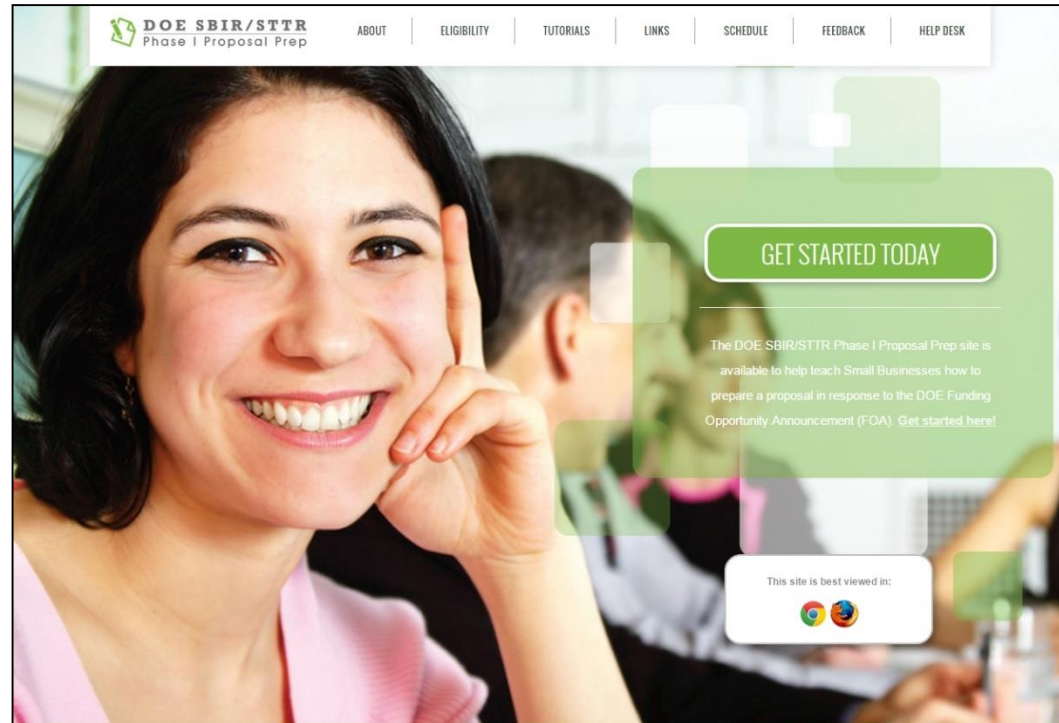 DOE SBIR/STTR
Phase I Proposal Prep
ABOUT
ELIGIBILITY
TUTORIALS
LINKS
SCHEDULE
FEEDBACK
HELP DESK
GET STARTED TODAY
The DOE SBIR/STTR Phase I Proposal Prep site is
available to help teach Small Businesses how to
prepare a proposal in response to the DOE Funding
Opportunity Announcement (FOA). Get started here!
This site is best viewed in: